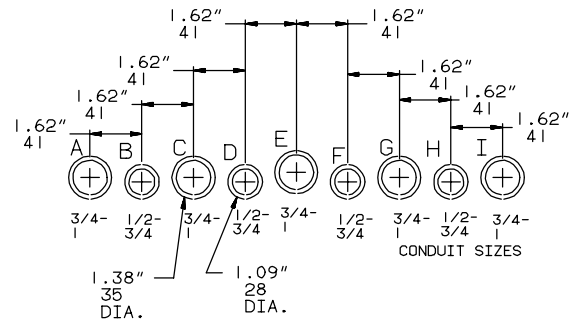 1.62" 1.62"
41 41
1.62" 1.62"
41 41
1.62" 1.62"
41 41
1.62" 1.62"
41 41
A B C D E F G H I
3/4-1 1/2-3/4 3/4-1 1/2-3/4 3/4-1 1/2-3/4 3/4-1 1/2-3/4 3/4-1
CONDUIT SIZES
1.38" 1.09"
35 28
DIA. DIA.